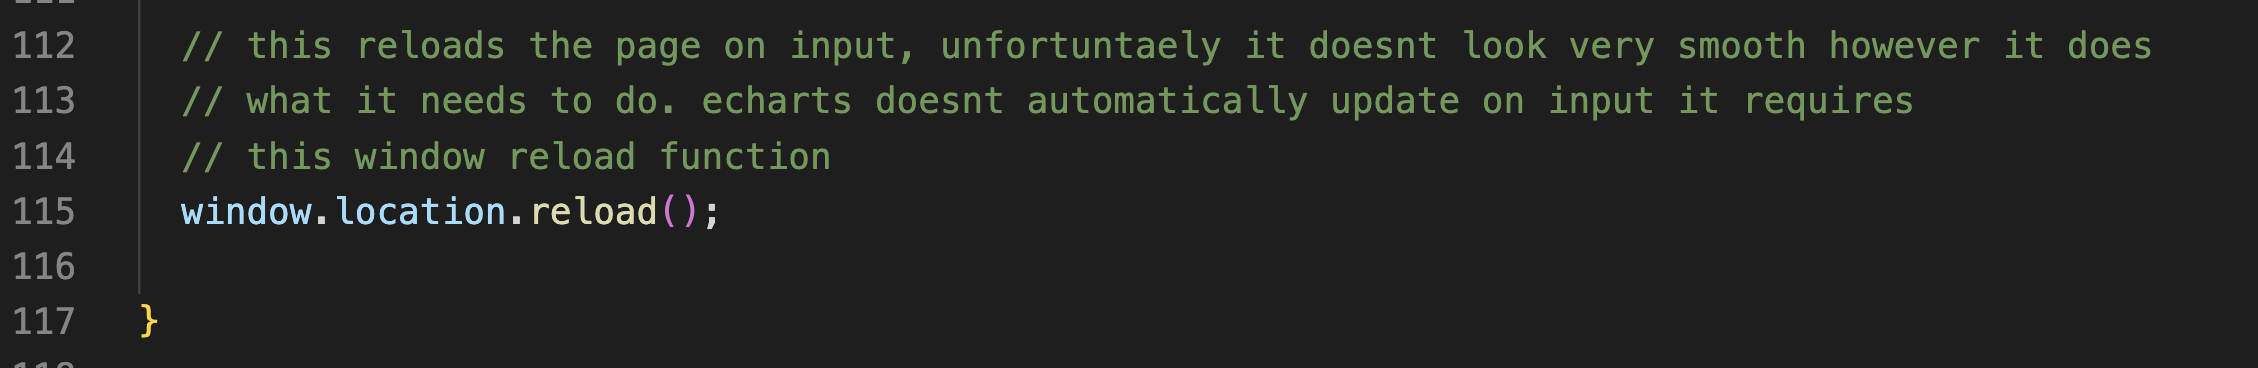 112 // this reloads the page on input, unfortuntaely it doesnt look very smooth however it does
113 // what it needs to do. echarts doesnt automatically update on input it requires
114 // this window reload function
115 window.location.reload();
116
117 }